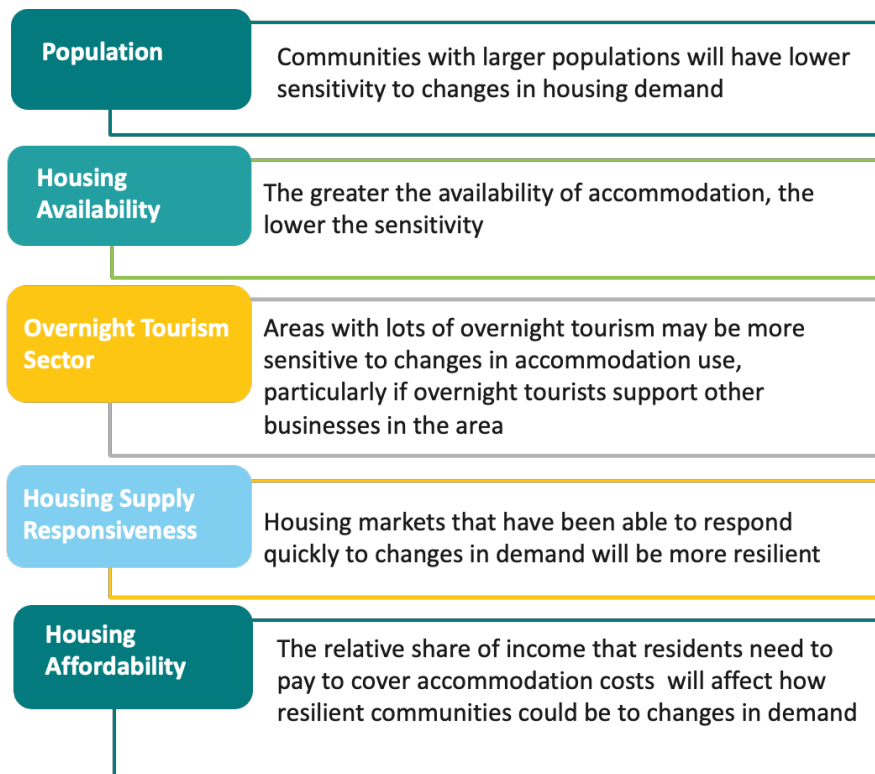 Population
Communities with larger populations will have lower
sensitivity to changes in housing demand
Housing
Availability
The greater the availability of accommodation, the
lower the sensitivity
Overnight Tourism
Sector
Areas with lots of overnight tourism may be more
sensitive to changes in accommodation use,
particularly if overnight tourists support other
businesses in the area
Housing Supply
Responsiveness
Housing markets that have been able to respond
quickly to changes in demand will be more resilient
Housing
Affordability
The relative share of income that residents need to
pay to cover accommodation costs  will affect how
resilient communities could be to changes in demand